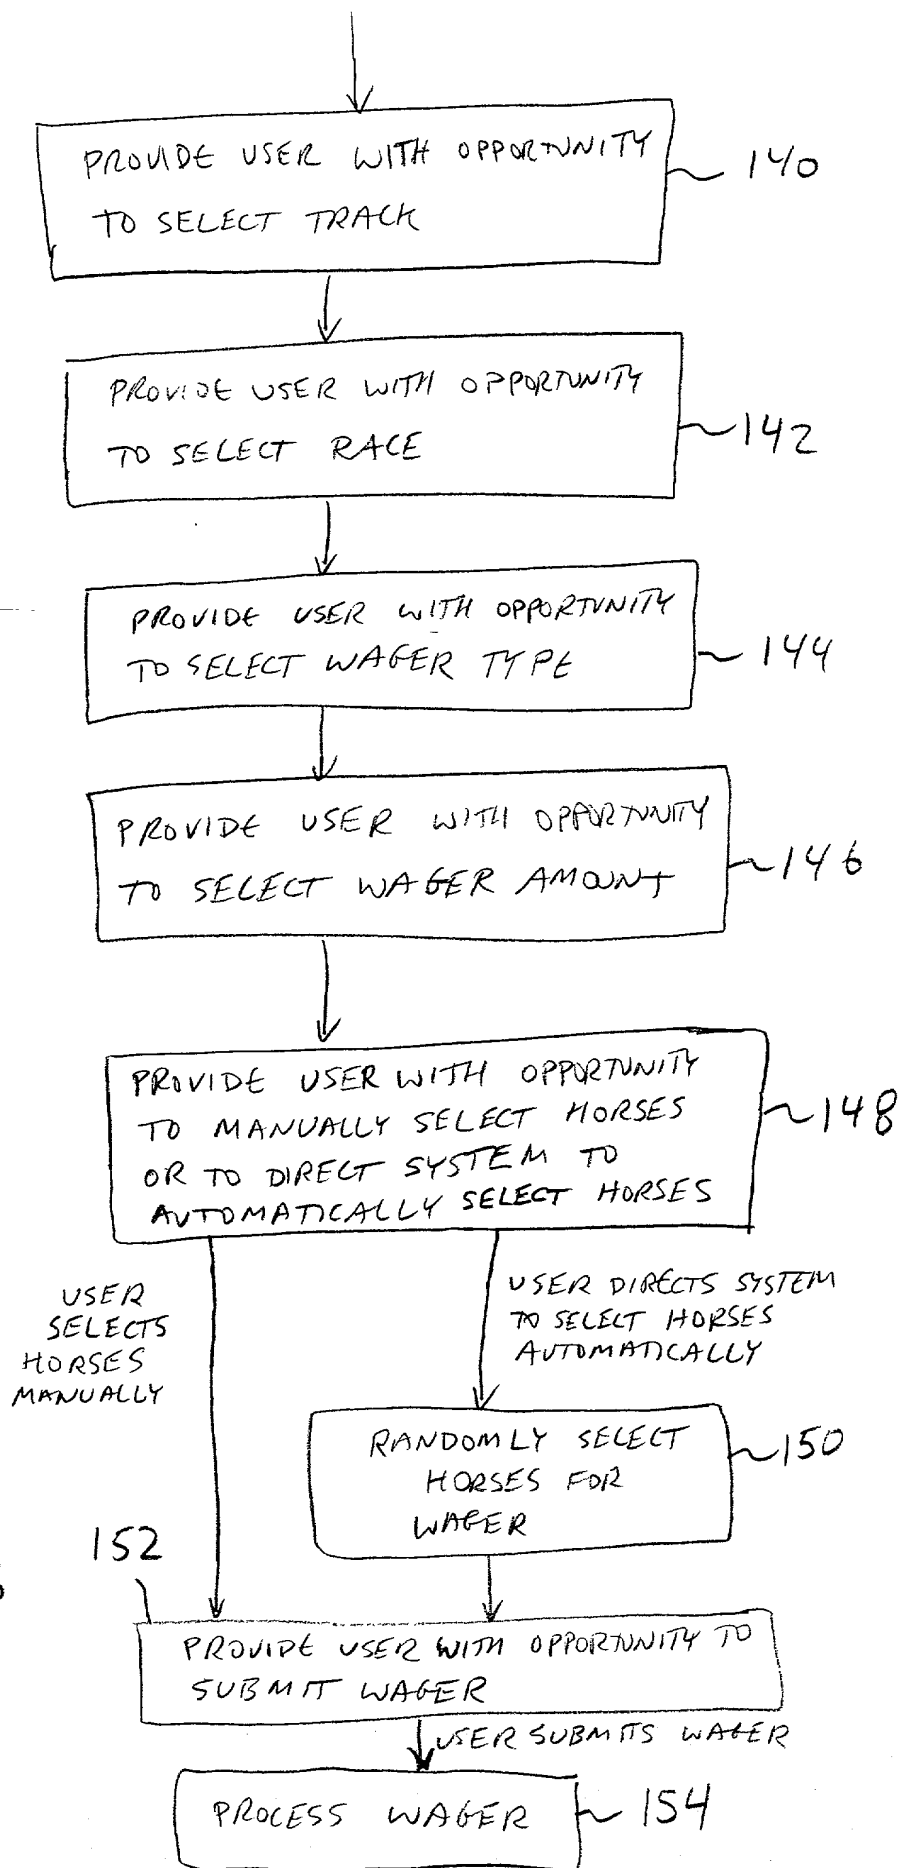 PROVIDE USER WITH OPPORTUNITY
TO SELECT TRACK
140
PROVIDE USER WITH OPPORTUNITY
TO SELECT RACE
142
PROVIDE USER WITH OPPORTUNITY
TO SELECT WAGER TYPE
144
PROVIDE USER WITH OPPORTUNITY
TO SELECT WAGER AMOUNT
146
PROVIDE USER WITH OPPORTUNITY
TO MANUALLY SELECT HORSES
OR TO DIRECT SYSTEM TO
AUTOMATICALLY SELECT HORSES
148
USER
SELECTS
HORSES
MANUALLY
USER DIRECTS SYSTEM
TO SELECT HORSES
AUTOMATICALLY
RANDOMLY SELECT
HORSES FOR
WAGER
150
152
PROVIDE USER WITH OPPORTUNITY TO
SUBMIT WAGER
USER SUBMITS WAGER
PROCESS WAGER
154